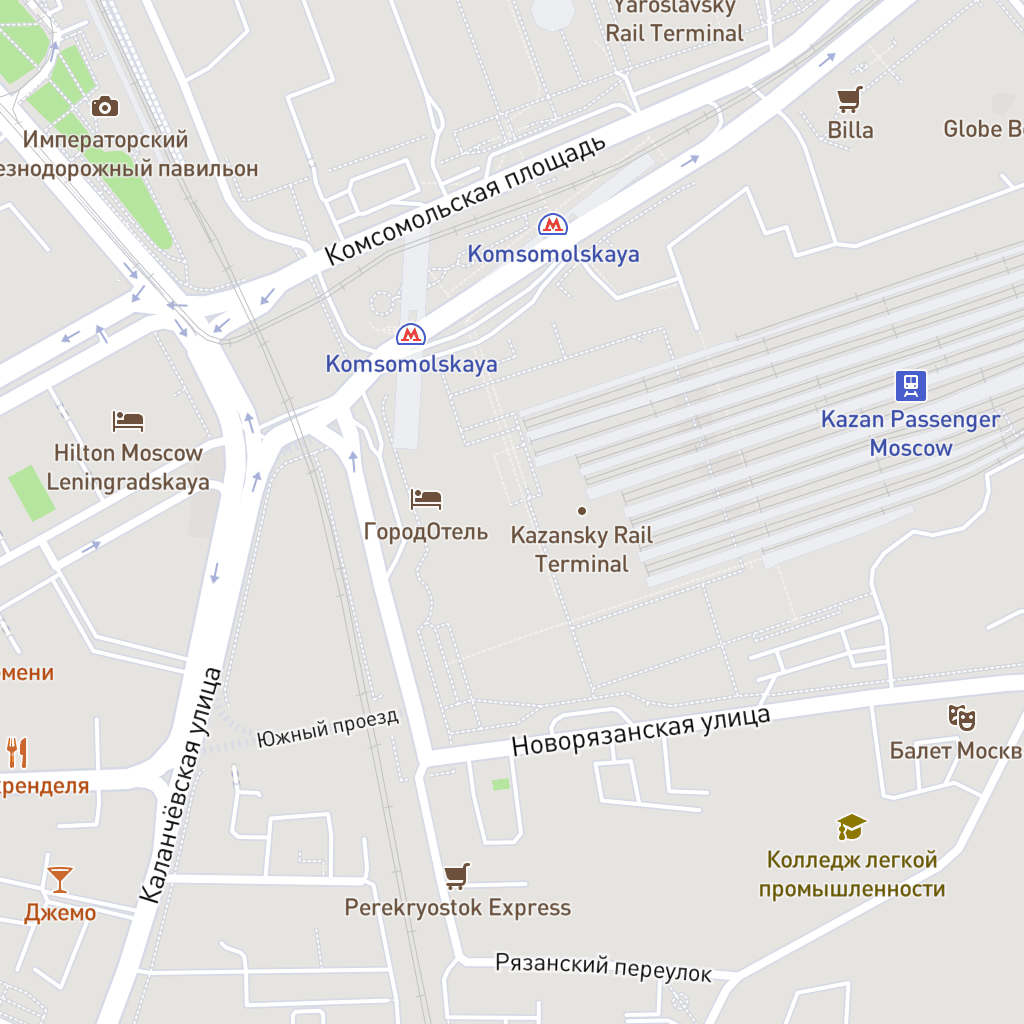 Yaroslavsky
Rail Terminal
Императорский
знодорожный павильон
Billa
Globe
Комсомольская площадь
Komsomolskaya
Komsomolskaya
Kazan Passenger
Moscow
Hilton Moscow
Leningradskaya
ГородОтель
Kazansky Rail
Terminal
мени
Каланчёвская улица
Южный проезд
Новорязанская улица
Балет Москв
ренделя
Колледж легкой
промышленности
Джемо
Perekryostok Express
Рязанский переулок